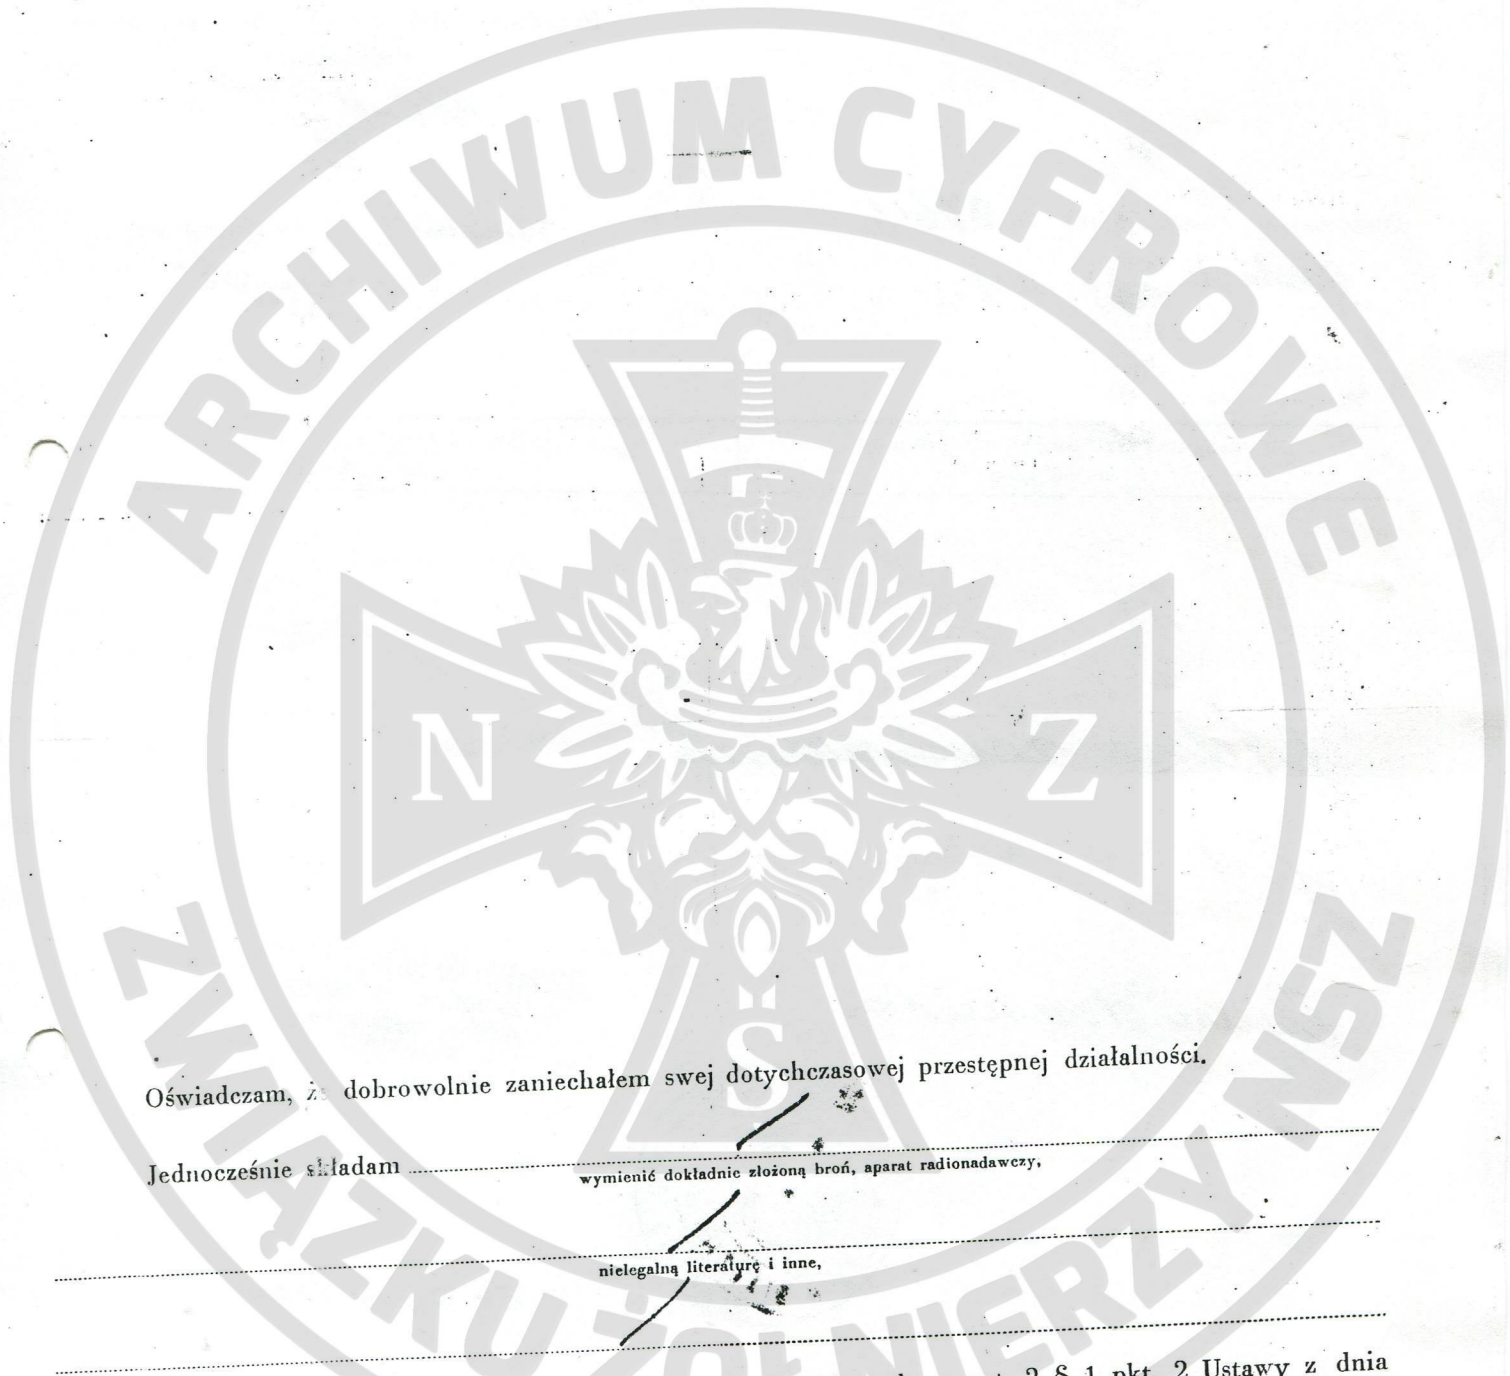 ARCHIWUM CYFROWE
N Z
S
ZWIĄZKU ŻOŁNIERZY NSZ
Oświadczam, dobrowolnie zaniechałem swej dotychczasowej przestępnej działalności.
Jednocześnie składam
wymienić dokładnie złożoną broń, aparat radionadawczy,
nielegalną literaturę i inne,
2 § 1 pkt. 2 Ustawy z dnia